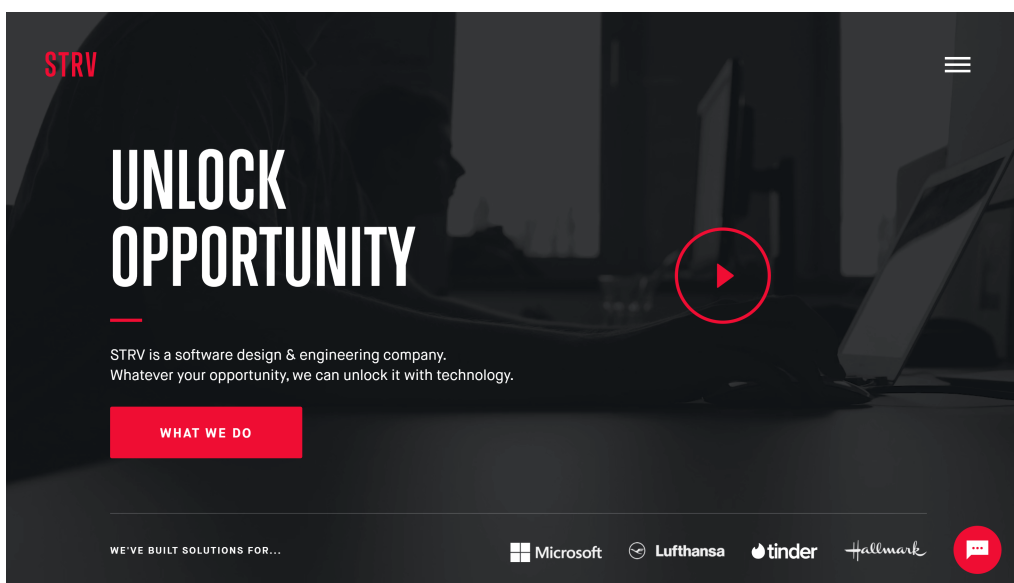 STRV
UNLOCK
OPPORTUNITY
STRV is a software design & engineering company.
Whatever your opportunity, we can unlock it with technology.
WHAT WE DO
WE'VE BUILT SOLUTIONS FOR...
Microsoft
Lufthansa
tinder
Hallmark